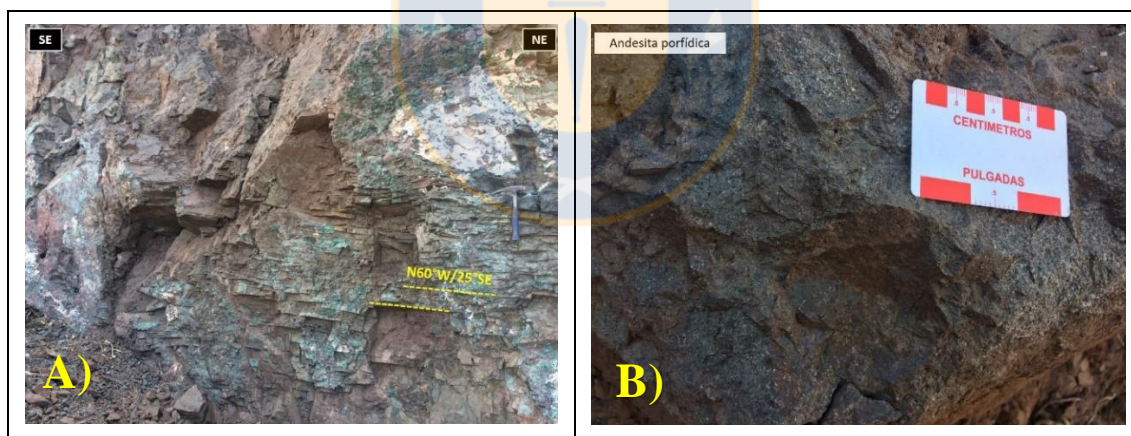 SE
NE
N60°W/25°SE
A)
Andesita porfídica
CENTIMETROS
PULGADAS
B)